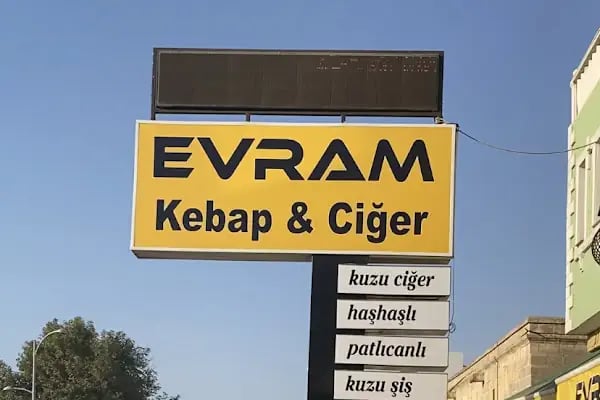 EVRAM
Kebap & Ciğer
kuzu ciğer
haşhaşlı
patlıcanlı
kuzu şiş